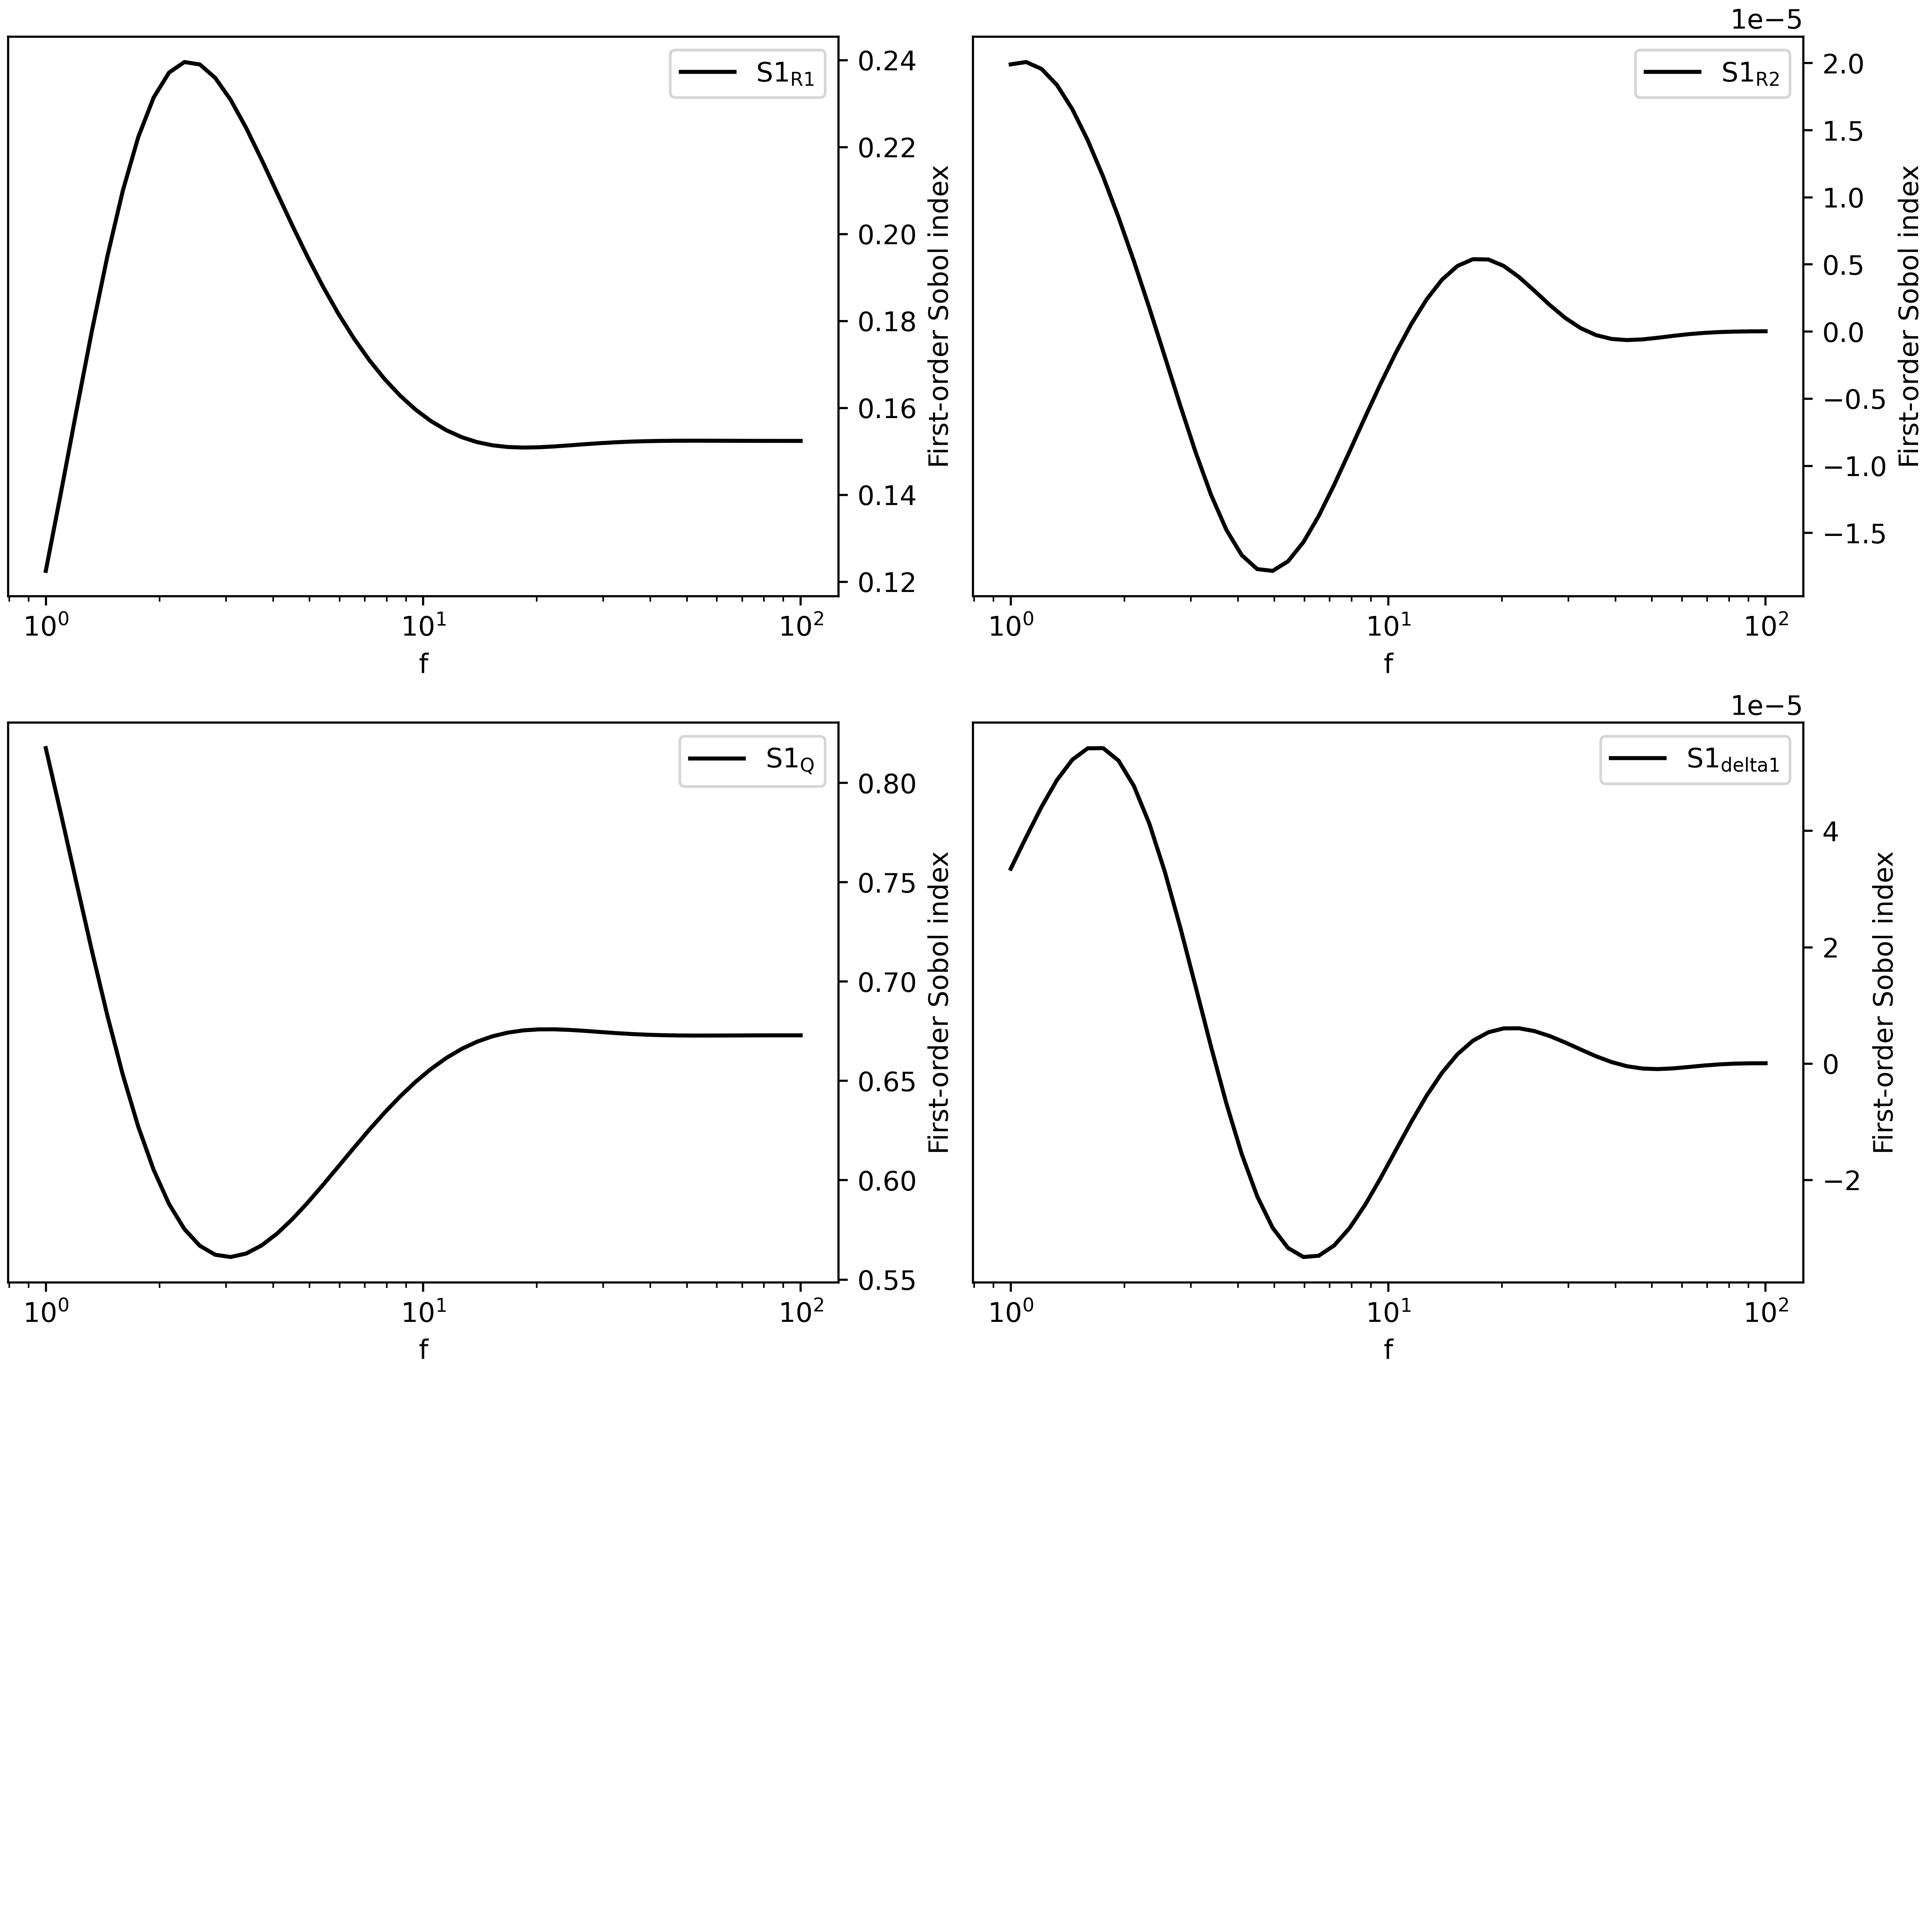 S1R1
0.24
0.22
0.20
0.18
0.16
0.14
0.12
First-order Sobol index
10^0 10^1 10^2
f
1e−5
S1R2
2.0
1.5
1.0
0.5
0.0
−0.5
−1.0
−1.5
First-order Sobol index
10^0 10^1 10^2
f
S1Q
0.80
0.75
0.70
0.65
0.60
0.55
First-order Sobol index
10^0 10^1 10^2
f
1e−5
S1delta1
4
2
0
−2
First-order Sobol index
10^0 10^1 10^2
f